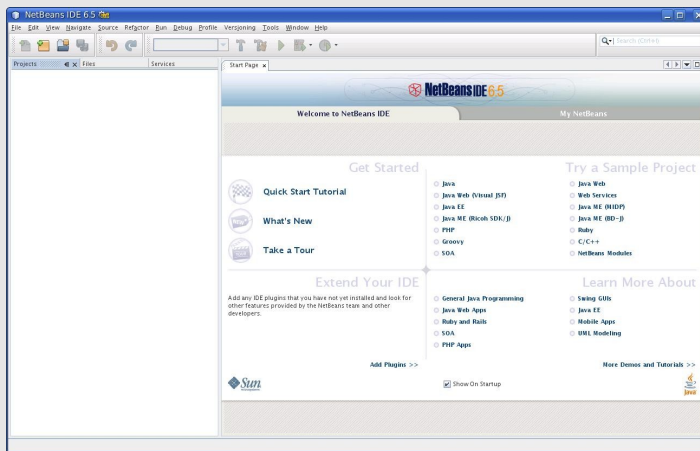 NetBeans IDE 6.5
File Edit View Navigate Source Refactor Run Debug Profile Versioning Tools Window Help
Search (Ctrl+I)
Projects Files Services
Start Page
NetBeans IDE 6.5
Welcome to NetBeans IDE
My NetBeans
Get Started
Quick Start Tutorial
What's New
Take a Tour
Try a Sample Project
Java
Java Web (Visual JSF)
Java EE
Java ME (Ricoh SDK/J)
PHP
Groovy
SOA
Java Web
Web Services
Java ME (MIDP)
Java ME (BD-J)
Ruby
C/C++
NetBeans Modules
Extend Your IDE
Add any IDE plugins that you have not yet installed and look for
other features provided by the NetBeans team and other
developers.
Add Plugins >>
Learn More About
General Java Programming
Java Web Apps
Ruby and Rails
SOA
PHP Apps
Swing GUIs
Java EE
Mobile Apps
UML Modeling
More Demos and Tutorials >>
Sun
Show On Startup
Java